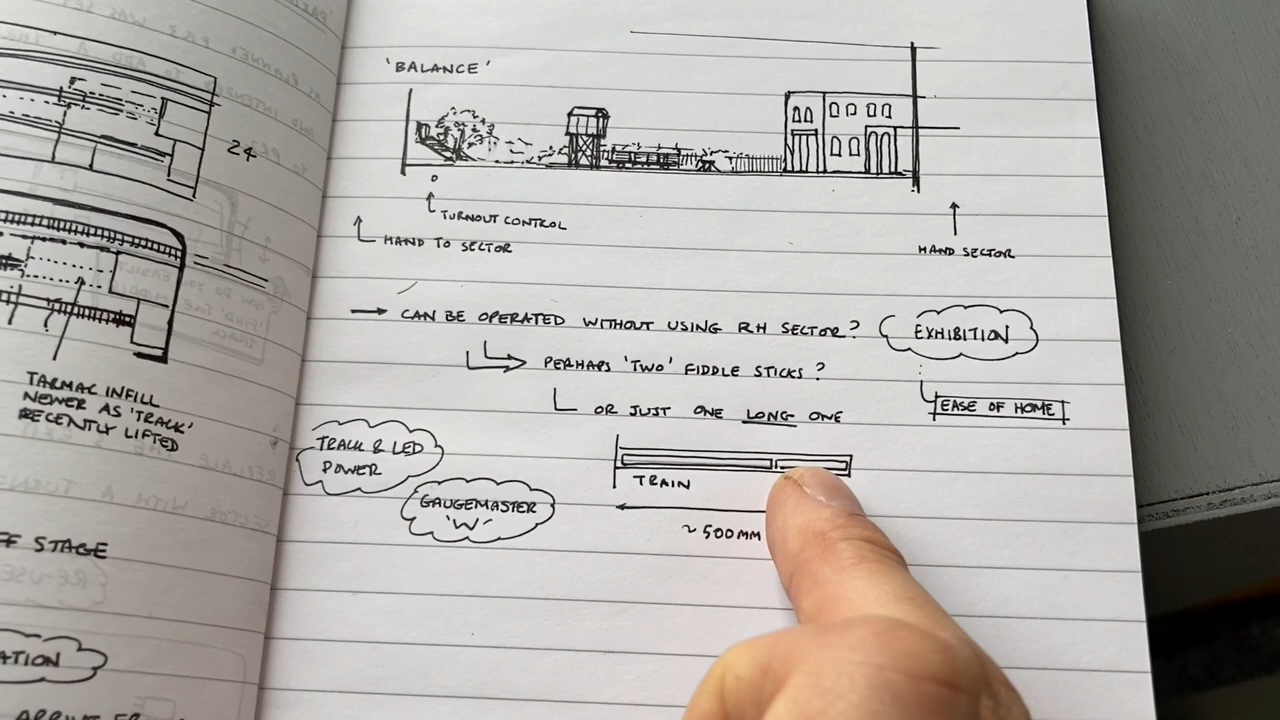 24
TARMAC INFILL
NEWER AS 'TRACK'
RECENTLY LIFTED
FF STAGE
ATION
'BALANCE'
TURNOUT CONTROL
HAND TO SECTOR
HAND SECTOR
CAN BE OPERATED WITHOUT USING RH SECTOR?
EXHIBITION
PERHAPS 'TWO' FIDDLE STICKS?
EASE OF HOME
OR JUST ONE LONG ONE
TRACK & LED
POWER
GAUGEMASTER
'W'
TRAIN
~500MM